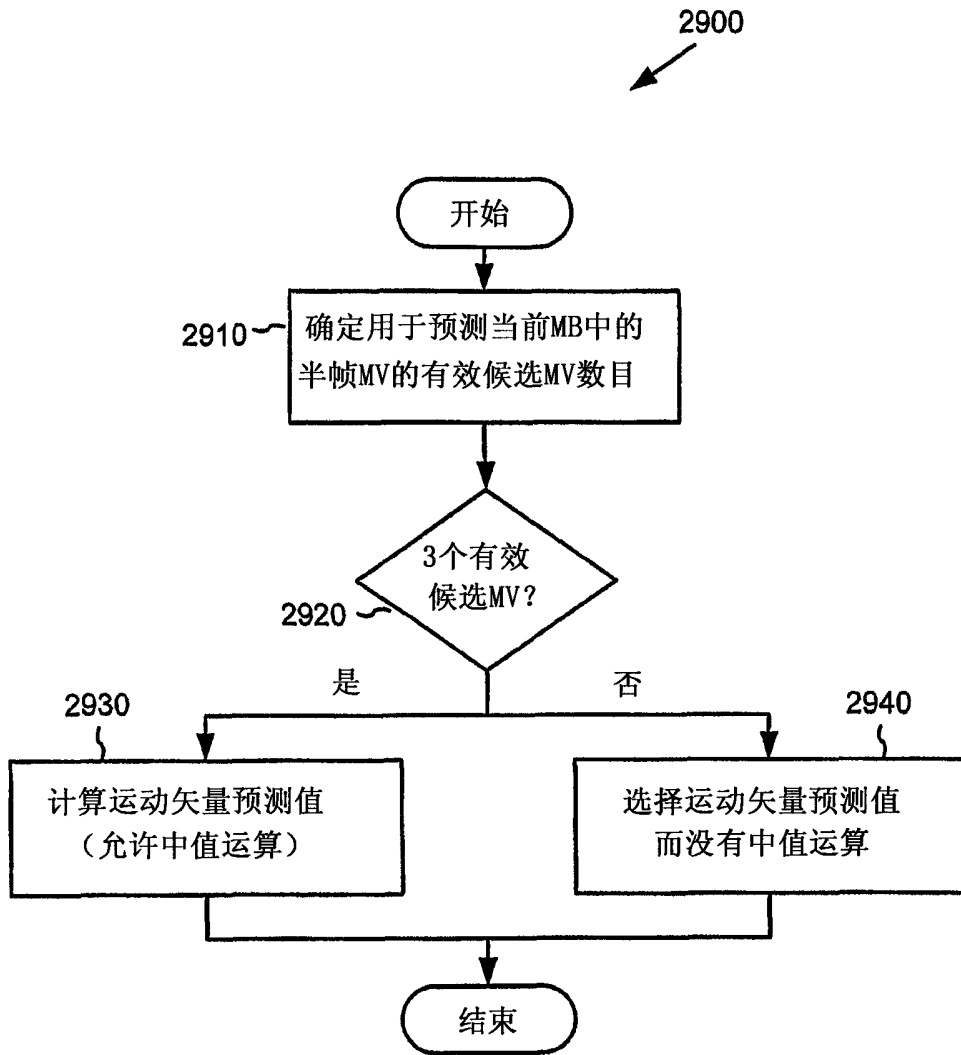 2900
开始
2910
确定用于预测当前MB中的
半帧MV的有效候选MV数目
3个有效
候选MV？
2920
是
否
2930
2940
计算运动矢量预测值
（允许中值运算）
选择运动矢量预测值
而没有中值运算
结束